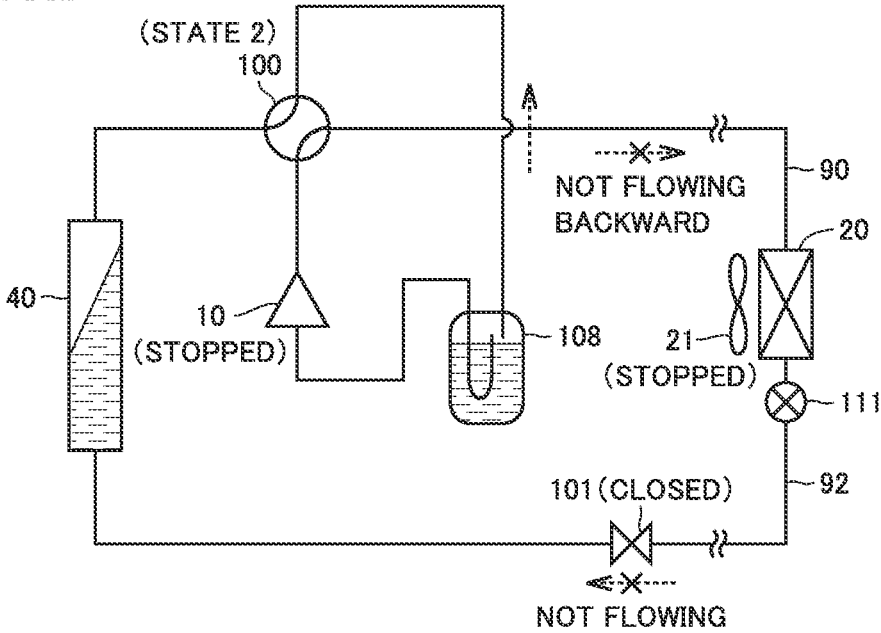 (STATE 2)
100
NOT FLOWING
BACKWARD
90
20
40
10
(STOPPED)
108
21
(STOPPED)
111
101(CLOSED)
92
NOT FLOWING